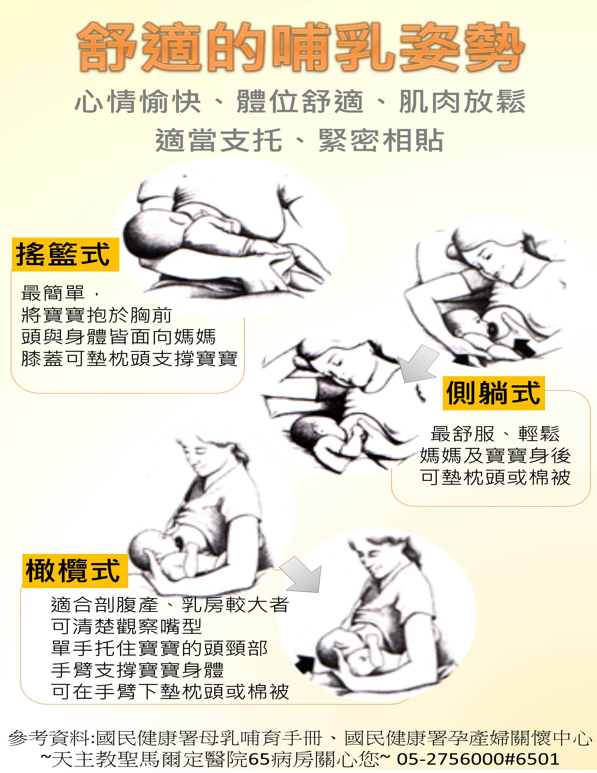 舒適的哺乳姿勢
心情愉快、體位舒適、肌肉放鬆
適當支托、緊密相貼
搖籃式
最簡單，
將寶寶抱於胸前
頭與身體皆面向媽媽
膝蓋可墊枕頭支撐寶寶
側躺式
最舒服、輕鬆
媽媽及寶寶身後
可墊枕頭或棉被
橄欖式
適合剖腹產、乳房較大者
可清楚觀察嘴型
單手托住寶寶的頭頸部
手臂支撐寶寶身體
可在手臂下墊枕頭或棉被
參考資料:國民健康署母乳哺育手冊、國民健康署孕產婦關懷中心
~天主教聖馬爾定醫院65病房關心您~ 05-2756000#6501